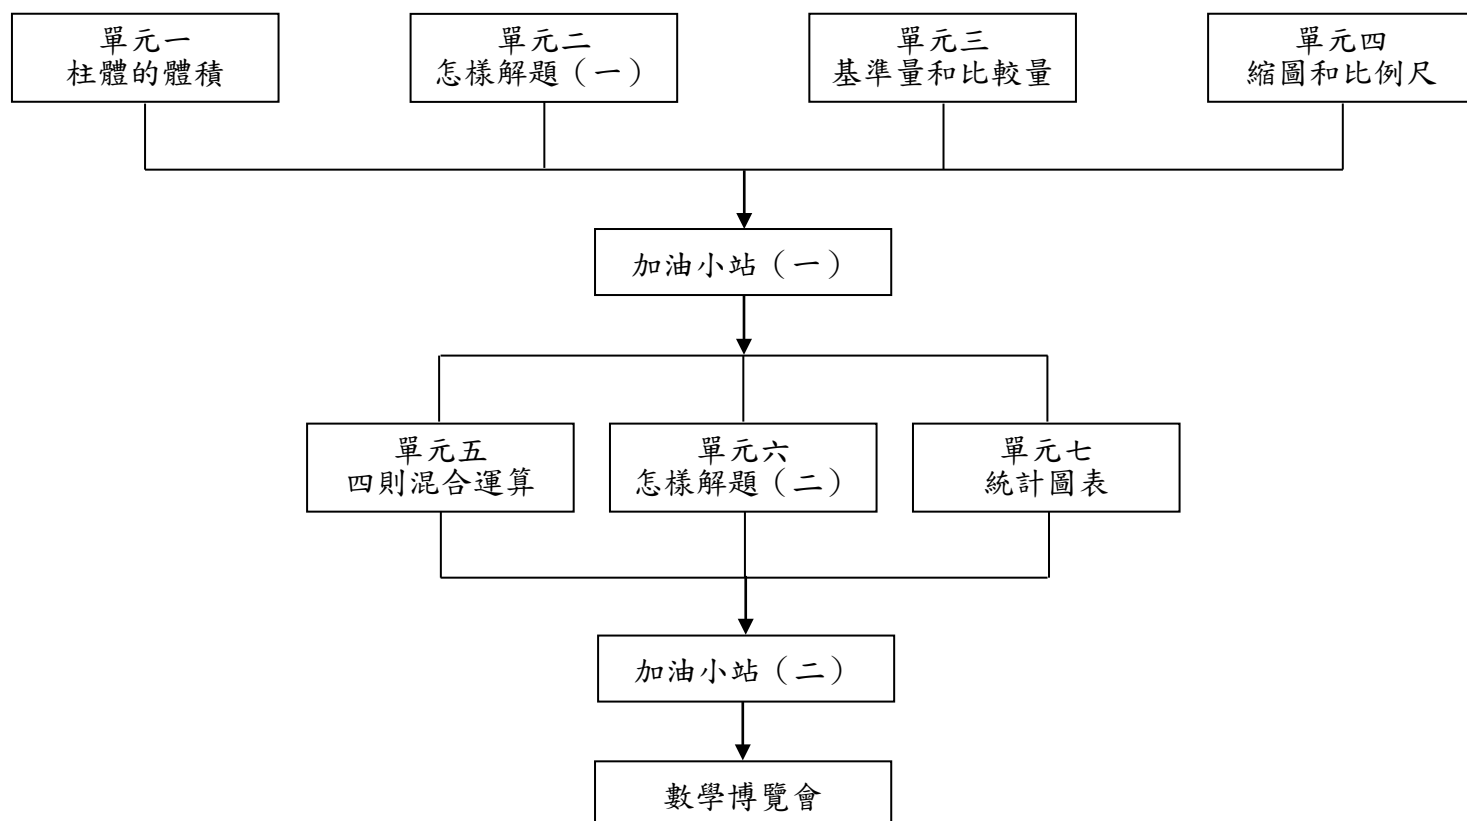 單元一
柱體的體積
單元二
怎樣解題（一）
單元三
基準量和比較量
單元四
縮圖和比例尺
加油小站（一）
單元五
四則混合運算
單元六
怎樣解題（二）
單元七
統計圖表
加油小站（二）
數學博覽會